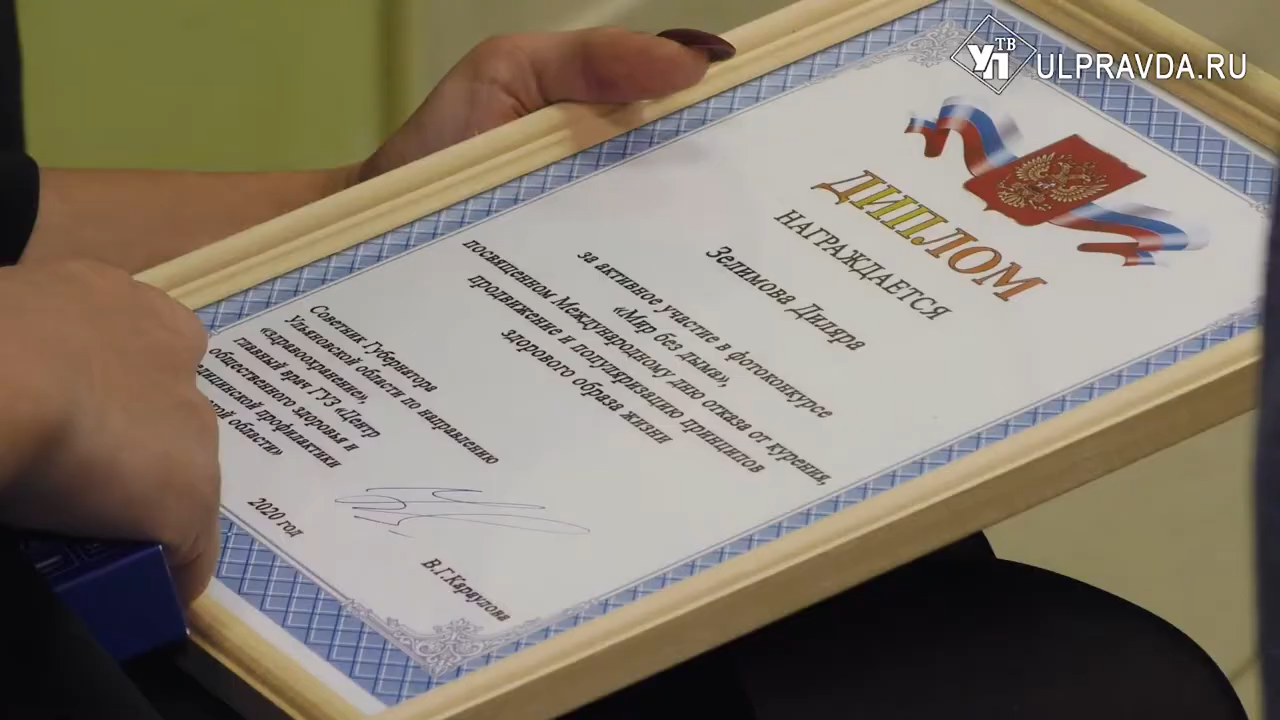 УП ТВ
ULPRAVDA.RU
ДИПЛОМ
НАГРАЖДАЕТСЯ
Зелимова Диляра
за активное участие в фотоконкурсе
«Мир без дыма»,
посвященном Международному дню отказа от курения,
продвижение и популяризацию принципов
здорового образа жизни
Советник Губернатора
Ульяновской области по направлению
«здравоохранение»,
главный врач ГУЗ «Центр
общественного здоровья и
профилактики
области»
2020 год
В.Г.Караулова